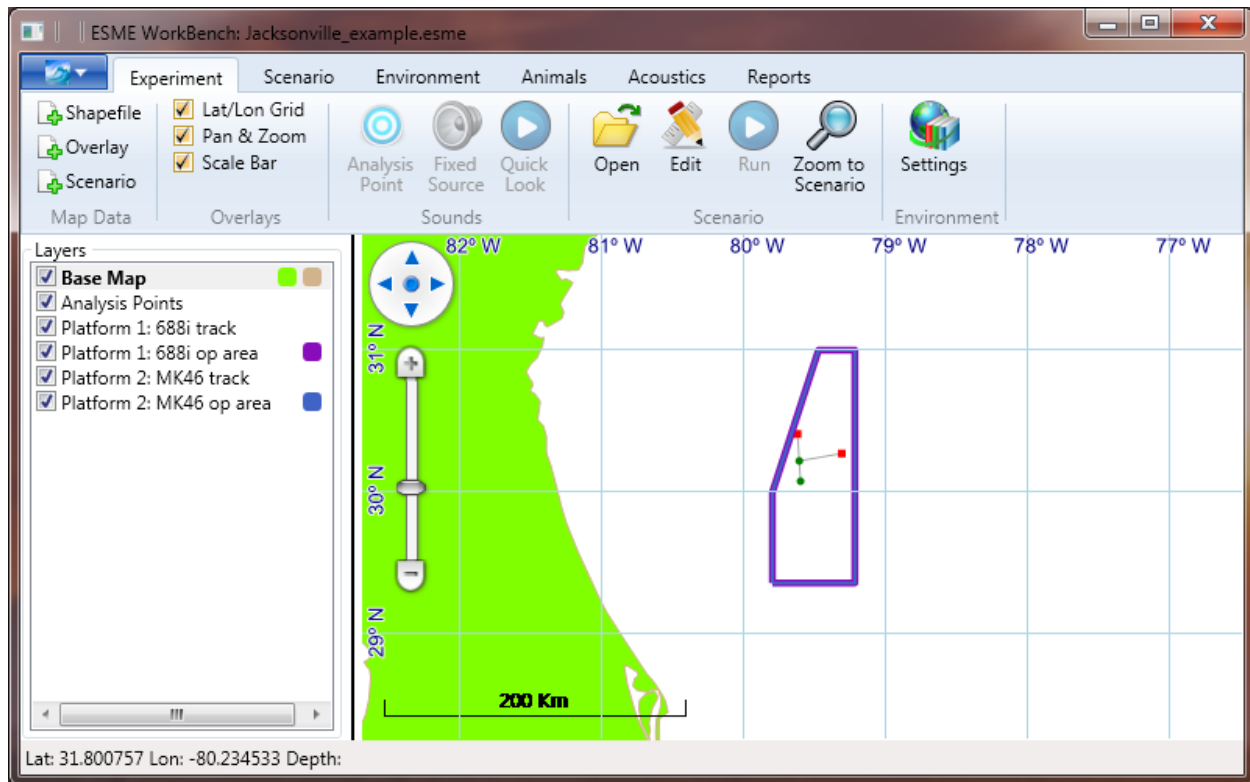 ESME WorkBench: Jacksonville_example.esme
Experiment Scenario Environment Animals Acoustics Reports
Shapefile
Overlay
Scenario
Map Data
Lat/Lon Grid
Pan & Zoom
Scale Bar
Overlays
Analysis Point
Fixed Source
Quick Look
Sounds
Open
Edit
Run
Zoom to Scenario
Scenario
Settings
Environment
Layers
Base Map
Analysis Points
Platform 1: 688i track
Platform 1: 688i op area
Platform 2: MK46 track
Platform 2: MK46 op area
82° W 81° W 80° W 79° W 78° W 77° W
31° N
30° N
29° N
200 Km
Lat: 31.800757 Lon: -80.234533 Depth: